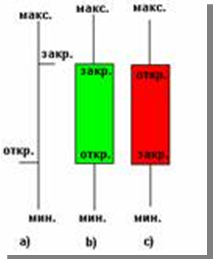 макс. макс. макс.
закр. закр. откр.
откр. откр. закр.
мин. мин. мин.
a) b) c)